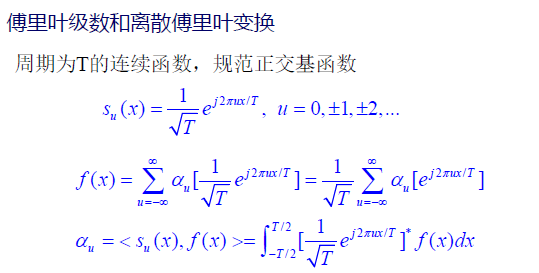 傅里叶级数和离散傅里叶变换
周期为T的连续函数，规范正交基函数
s_u(x) = \frac{1}{\sqrt{T}} e^{j2\pi ux/T}, u = 0, ±1, ±2,...
f(x) = \sum_{u=-\infty}^{\infty} \alpha_u [\frac{1}{\sqrt{T}} e^{j2\pi ux/T}] = \frac{1}{\sqrt{T}} \sum_{u=-\infty}^{\infty} \alpha_u [e^{j2\pi ux/T}]
\alpha_u = < s_u(x), f(x) >= \int_{-T/2}^{T/2} [\frac{1}{\sqrt{T}} e^{j2\pi ux/T}]^* f(x)dx